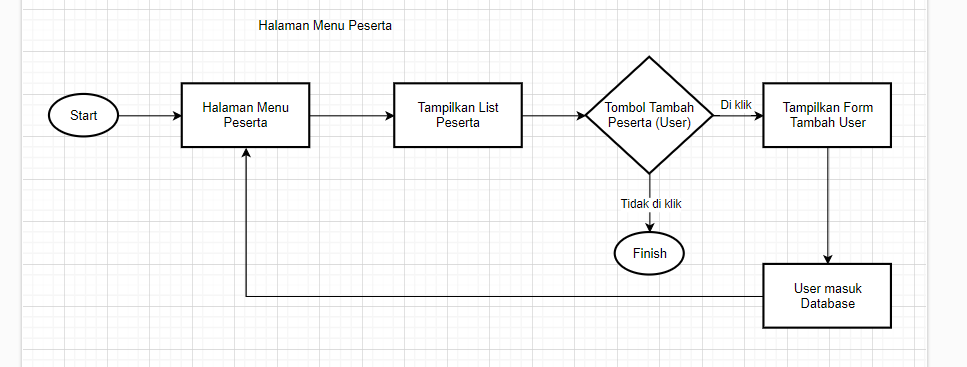 Halaman Menu Peserta
Start
Halaman Menu
Peserta
Tampilkan List
Peserta
Tombol Tambah
Peserta (User)
Di klik
Tampilkan Form
Tambah User
Tidak di klik
Finish
User masuk
Database